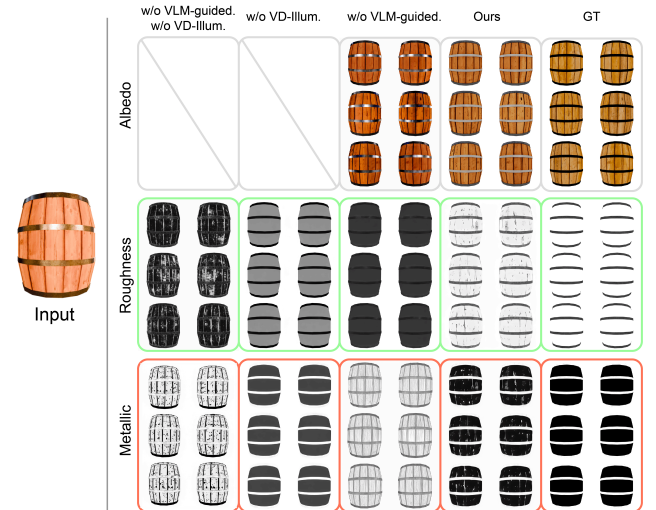 w/o VLM-guided.
w/o VD-Illum.
w/o VD-Illum.
w/o VLM-guided.
Ours
GT
Albedo
Roughness
Input
Metallic